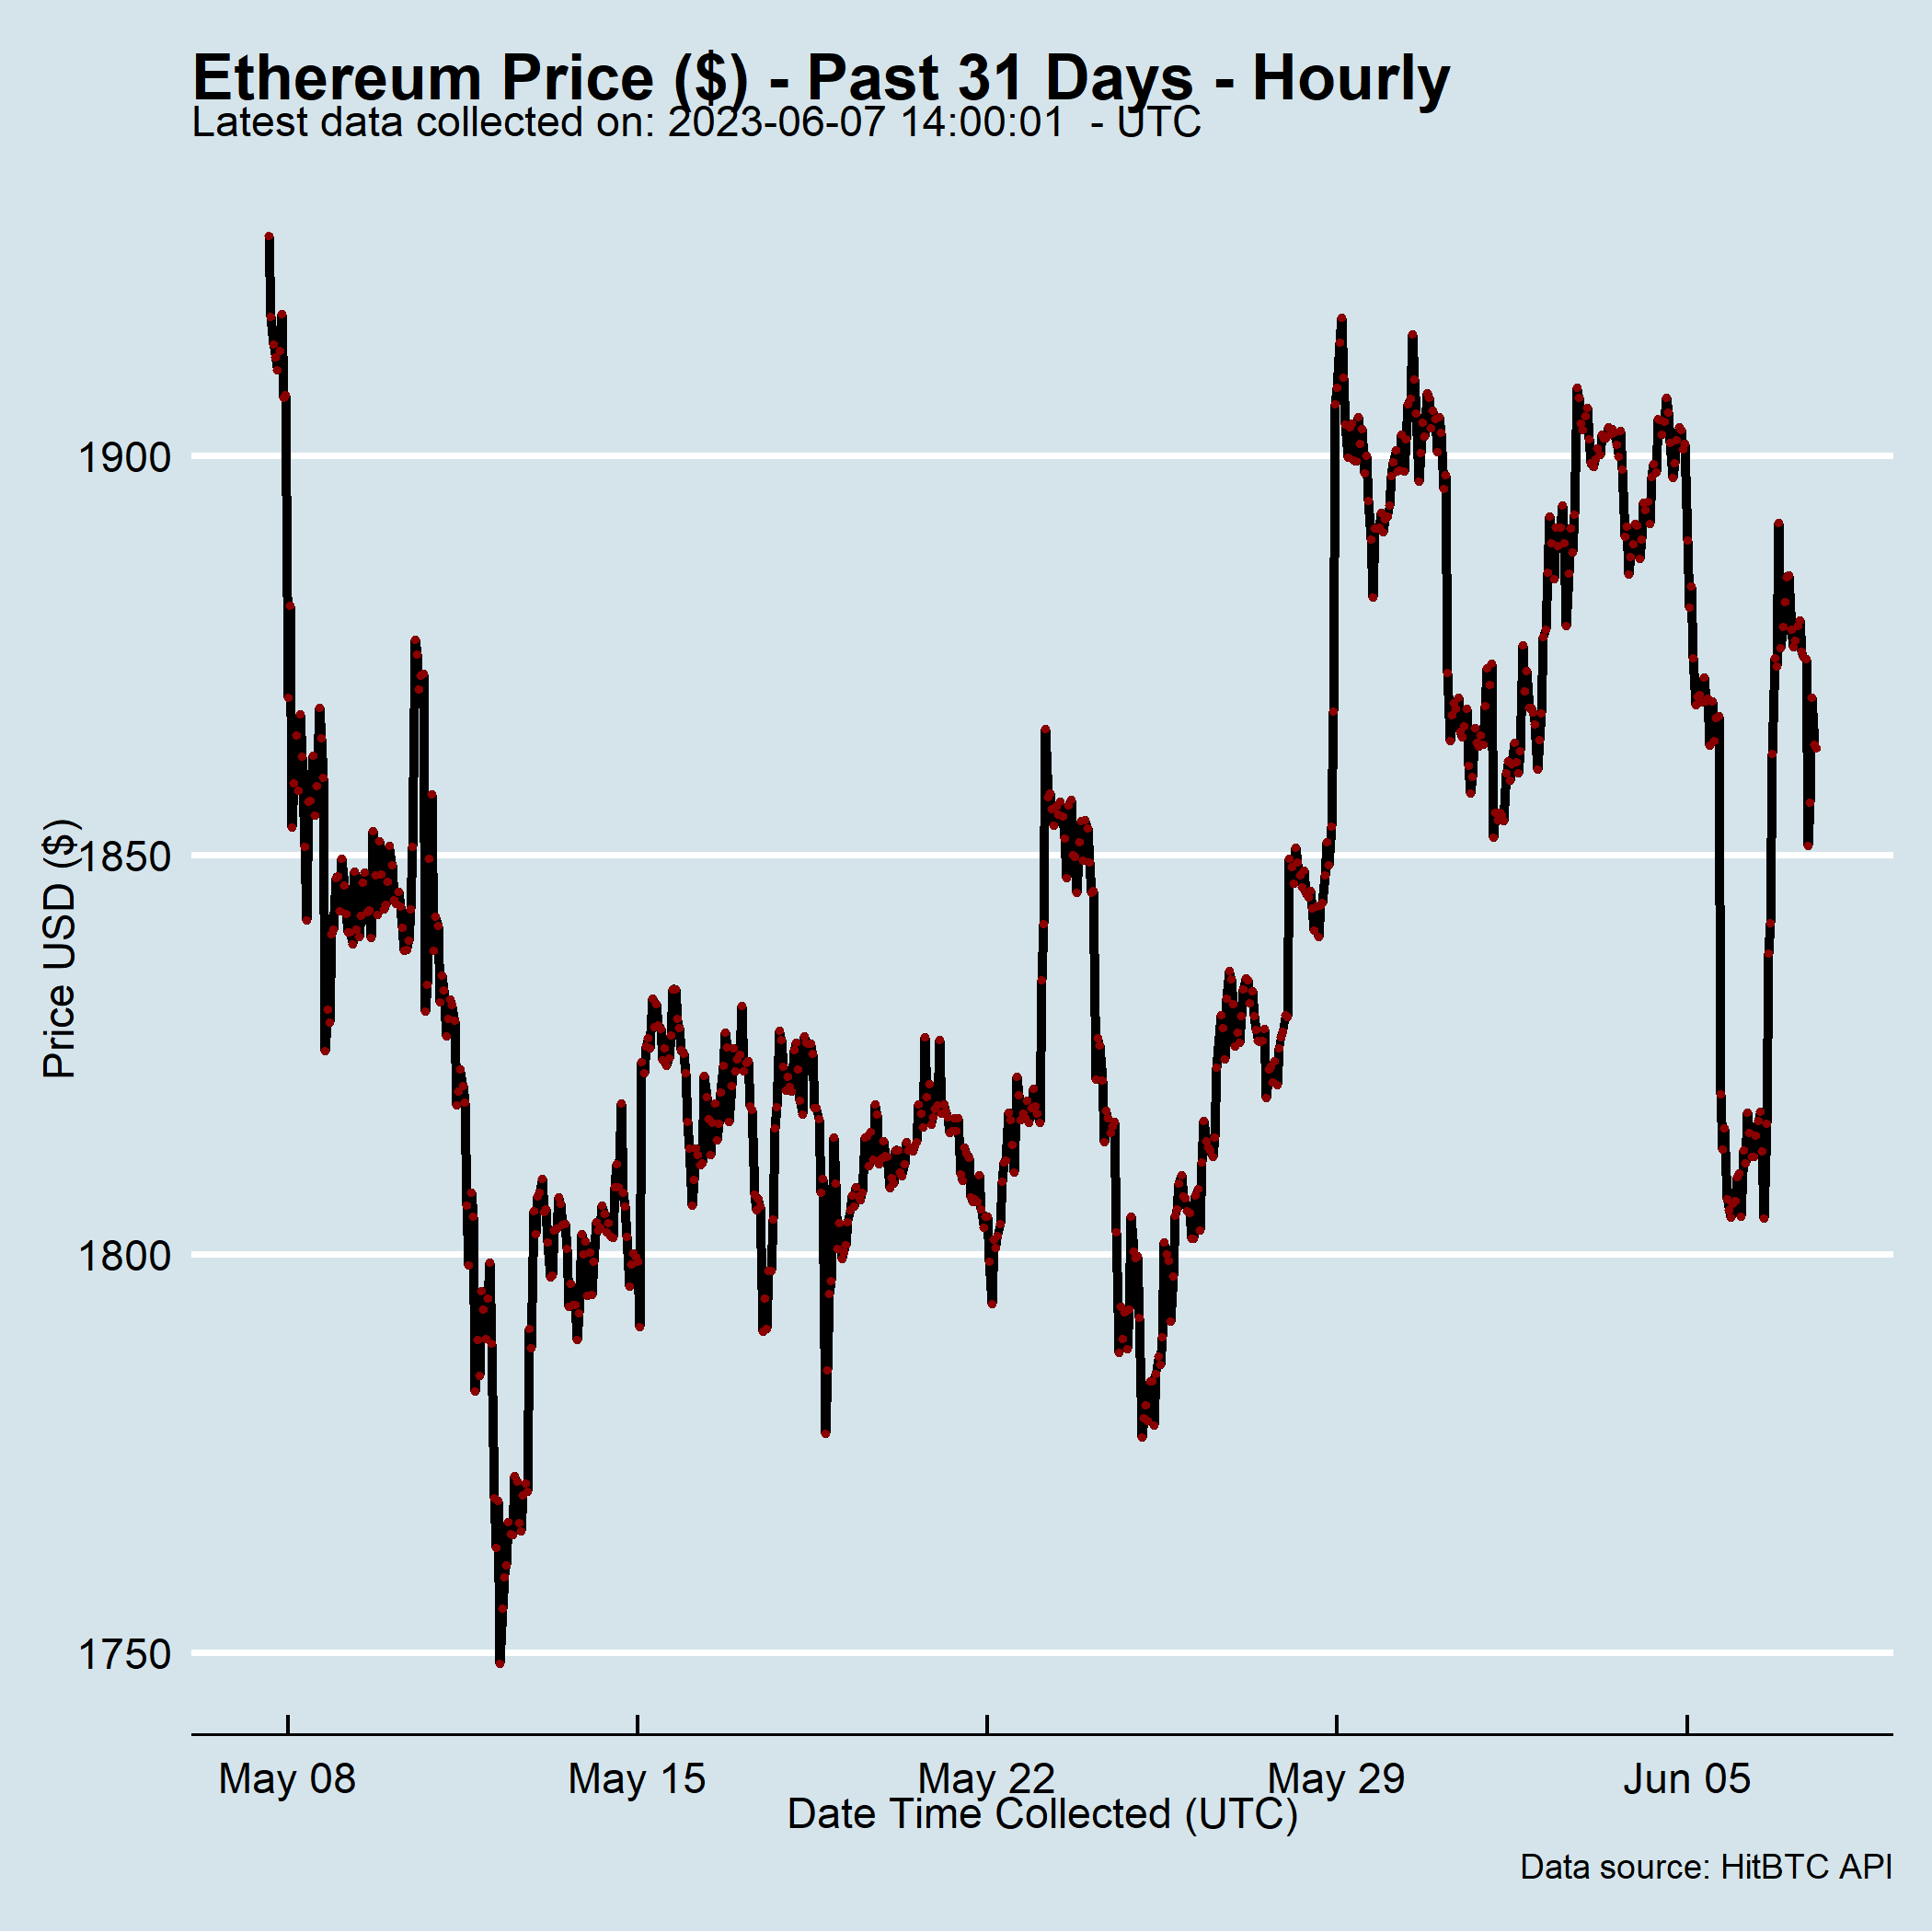 Ethereum Price ($) - Past 31 Days - Hourly
Latest data collected on: 2023-06-07 14:00:01  - UTC
Price USD ($)
1900
1850
1800
1750
May 08
May 15
May 22
May 29
Jun 05
Date Time Collected (UTC)
Data source: HitBTC API